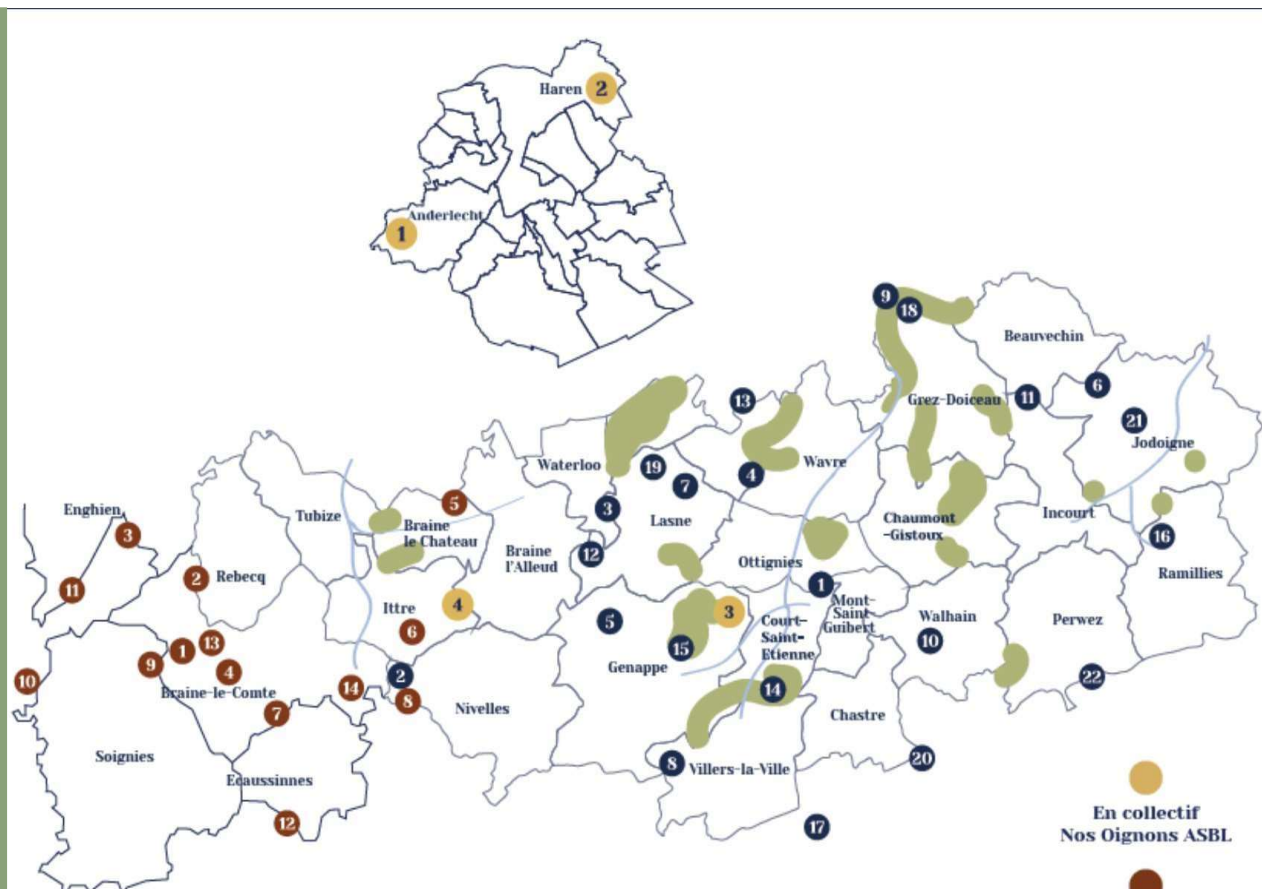 Haren 2
Anderlecht
1
9
18
Beauvechin
13
Grez-Doiceau
11
6
21
Jodoigne
Waterloo
19
4
Wavre
7
Enghien
5
3
Tubize
Braine
le Chateau
3
Lasne
Chaumont
-Gistoux
Incourt
16
12
Braine
l'Alleud
Ottignies
Ramillies
2
Rebecq
11
1
Mont-
Saint
Guibert
Ittre
4
5
3
Court-
Saint-
Etienne
Walhain
10
Perwez
6
13
1
9
4
15
Genappe
10
Braine-le-Comte
14
2
8
14
22
7
Nivelles
Chastre
Soignies
Ecaussinnes
8
Villers-la-Ville
20
12
17
En collectif
Nos Oignons ASBL